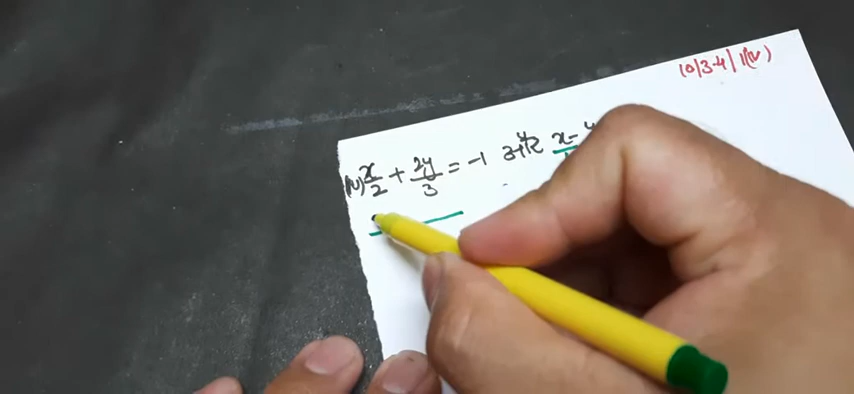 10/3.4/1(iv)
(iv) x/2 + 2y/3 = -1 और x-